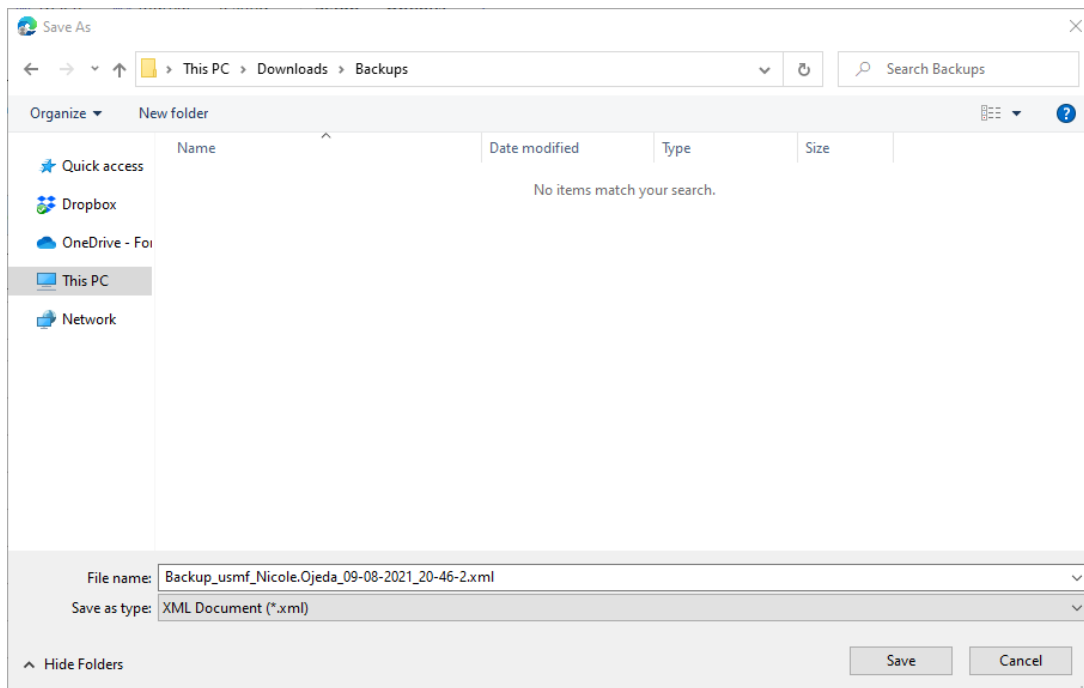 Save As
This PC > Downloads > Backups
Search Backups
Organize
New folder
Name
Date modified
Type
Size
No items match your search.
Quick access
Dropbox
OneDrive - For
This PC
Network
File name: Backup_usmf_Nicole.Ojeda_09-08-2021_20-46-2.xml
Save as type: XML Document (*.xml)
Hide Folders
Save
Cancel